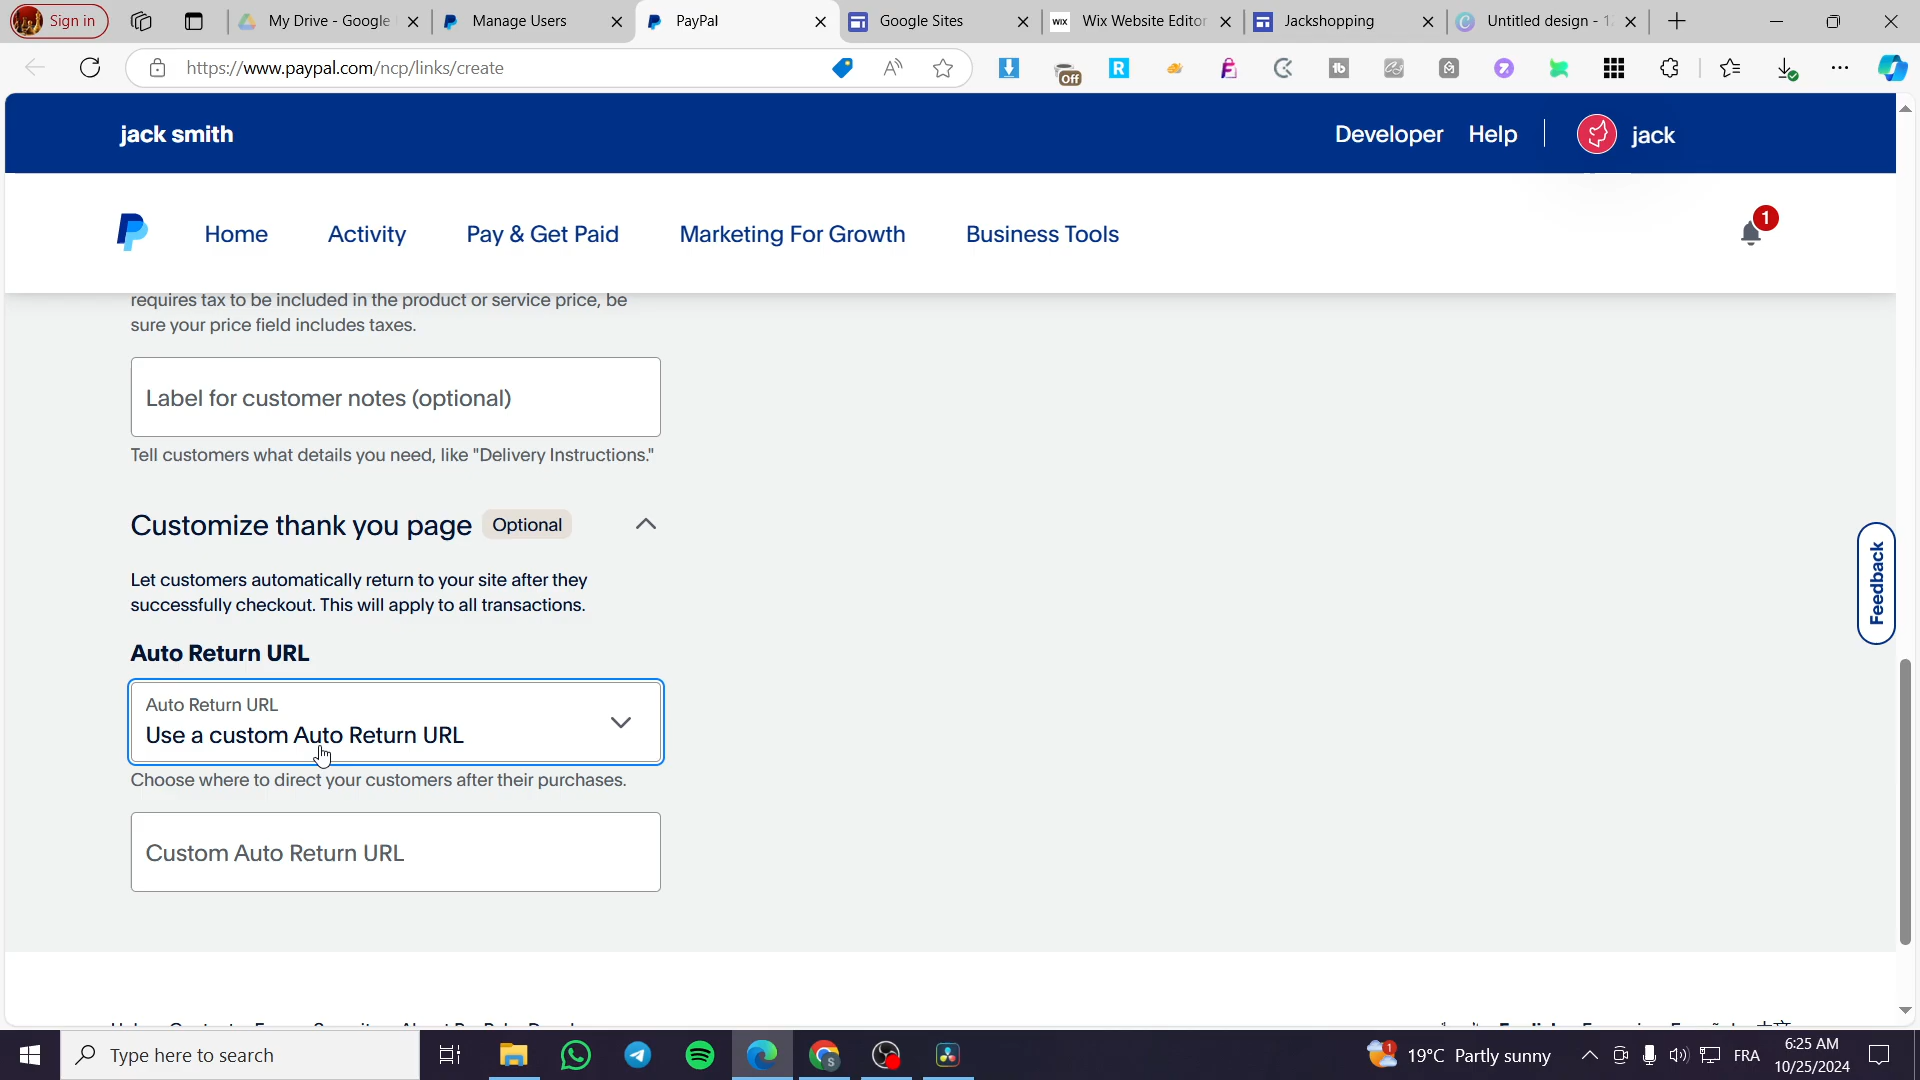 Sign in
My Drive - Google
Manage Users
PayPal
Google Sites
Wix Website Editor
Jackshopping
Untitled design - 1
https://www.paypal.com/ncp/links/create
Off
jack smith
Developer
Help
jack
Home
Activity
Pay & Get Paid
Marketing For Growth
Business Tools
1
requires tax to be included in the product or service price, be
sure your price field includes taxes.
Label for customer notes (optional)
Tell customers what details you need, like "Delivery Instructions."
Customize thank you page Optional
Let customers automatically return to your site after they
successfully checkout. This will apply to all transactions.
Auto Return URL
Auto Return URL
Use a custom Auto Return URL
Choose where to direct your customers after their purchases.
Custom Auto Return URL
Feedback
Type here to search
19°C Partly sunny
FRA
6:25 AM
10/25/2024